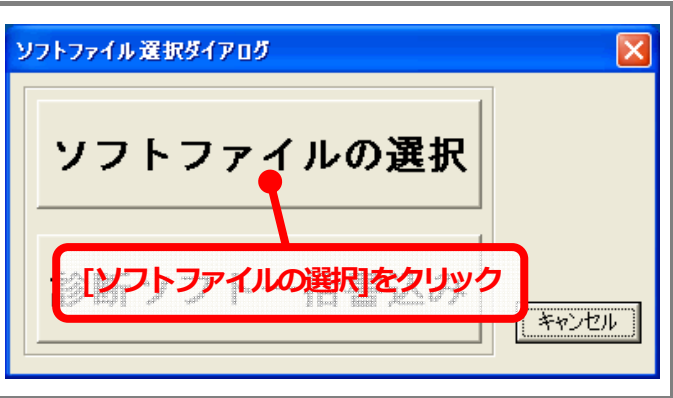 ソフトファイル選択ダイアログ
ソフトファイルの選択
[ソフトファイルの選択]をクリック
キャンセル